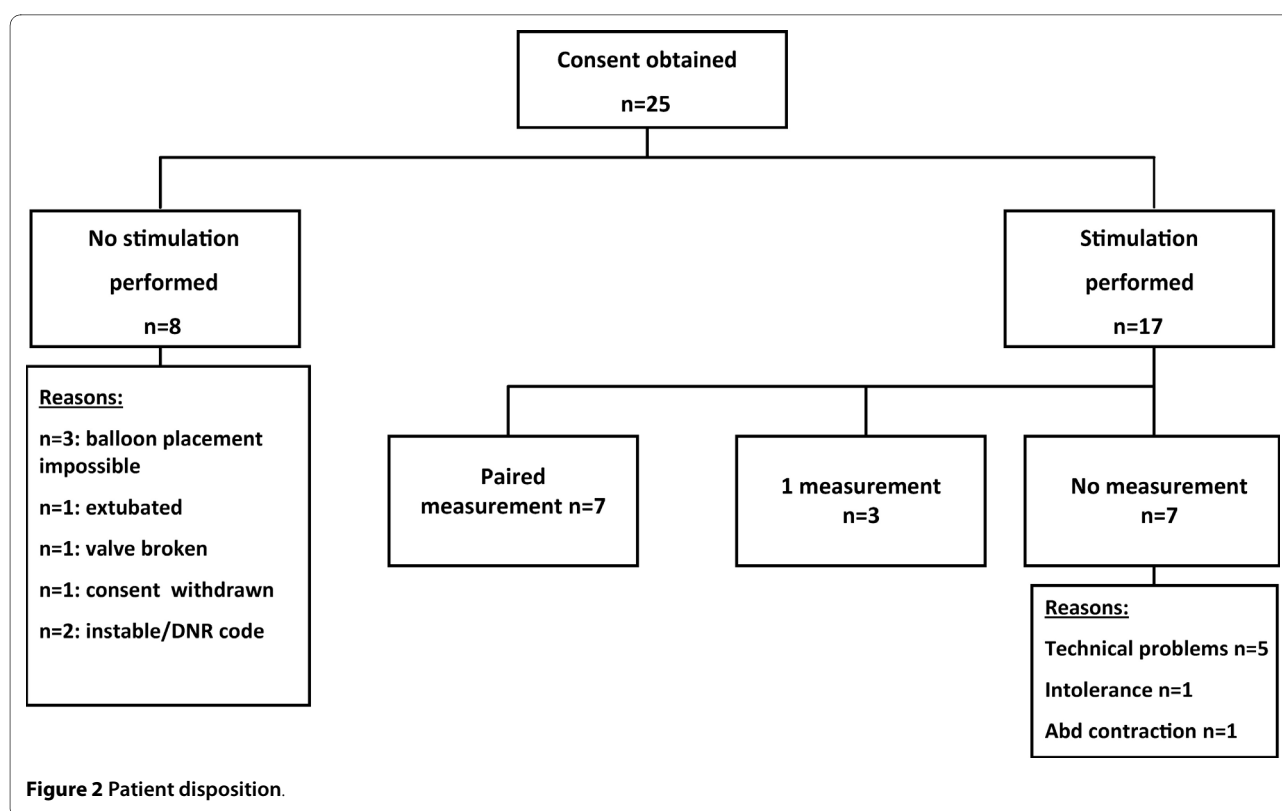 Consent obtained
n=25
No stimulation
performed
n=8
Stimulation
performed
n=17
Reasons:
n=3: balloon placement
impossible
n=1: extubated
n=1: valve broken
n=1: consent withdrawn
n=2: instable/DNR code
Paired
measurement n=7
1 measurement
n=3
No measurement
n=7
Reasons:
Technical problems n=5
Intolerance n=1
Abd contraction n=1
Figure 2 Patient disposition.